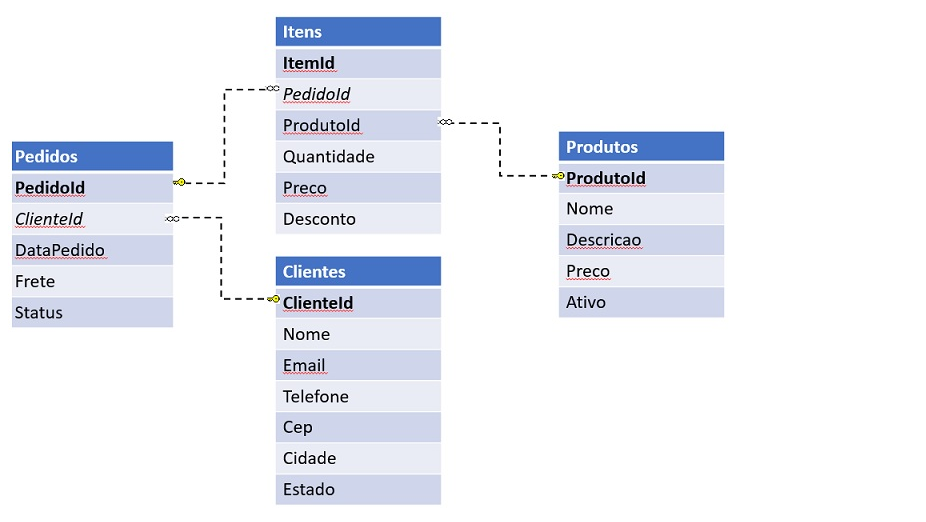 Itens
ItemId
PedidoId
ProdutoId
Quantidade
Preco
Desconto
Pedidos
PedidoId
ClienteId
DataPedido
Frete
Status
Produtos
ProdutoId
Nome
Descricao
Preco
Ativo
Clientes
ClienteId
Nome
Email
Telefone
Cep
Cidade
Estado